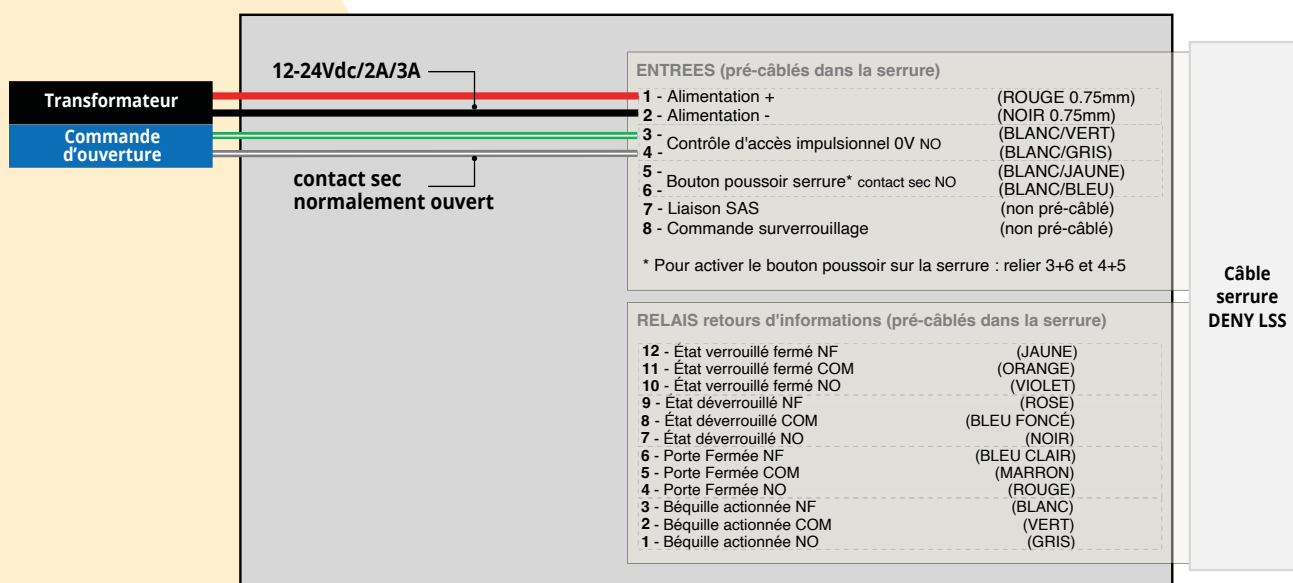 Transformateur
Commande
d'ouverture
12-24Vdc/2A/3A
contact sec
normalement ouvert
ENTREES (pré-câblés dans la serrure)
1 - Alimentation + (ROUGE 0.75mm)
2 - Alimentation - (NOIR 0.75mm)
3 - (BLANC/VERT)
Contrôle d'accès impulsionnel 0V NO
4 - (BLANC/GRIS)
5 - (BLANC/JAUNE)
Bouton poussoir serrure* contact sec NO
6 - (BLANC/BLEU)
7 - Liaison SAS (non pré-câblé)
8 - Commande surverrouillage (non pré-câblé)
* Pour activer le bouton poussoir sur la serrure : relier 3+6 et 4+5
RELAIS retours d'informations (pré-câblés dans la serrure)
12 - État verrouillé fermé NF (JAUNE)
11 - État verrouillé fermé COM (ORANGE)
10 - État verrouillé fermé NO (VIOLET)
9 - État déverrouillé NF (ROSE)
8 - État déverrouillé COM (BLEU FONCÉ)
7 - État déverrouillé NO (NOIR)
6 - Porte Fermée NF (BLEU CLAIR)
5 - Porte Fermée COM (MARRON)
4 - Porte Fermée NO (ROUGE)
3 - Béquille actionnée NF (BLANC)
2 - Béquille actionnée COM (VERT)
1 - Béquille actionnée NO (GRIS)
Câble
serrure
DENY LSS